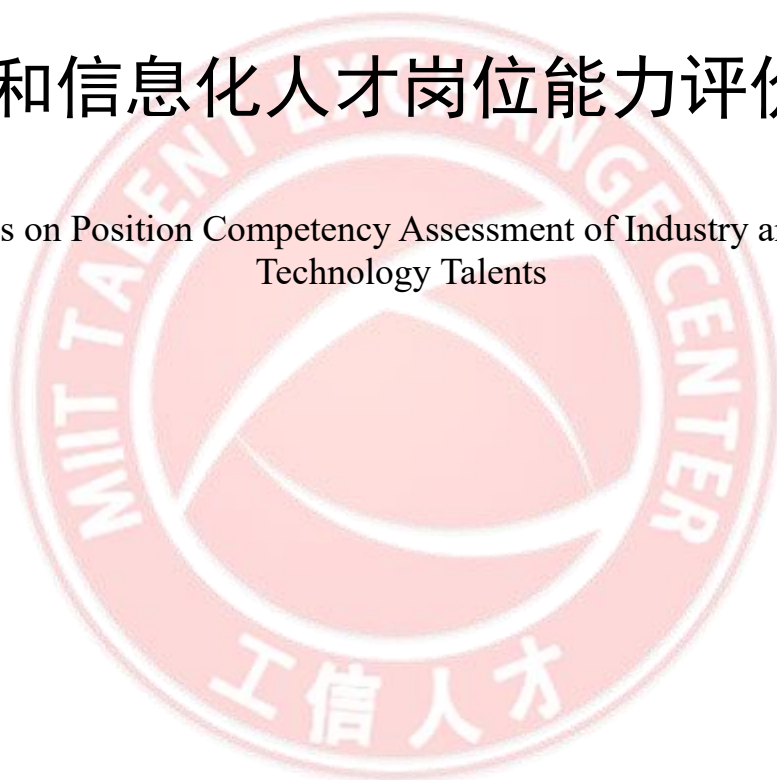 和信息化人才岗位能力评价
s on Position Competency Assessment of Industry a
Technology Talents
MIIT TALENT EXCHANGE CENTER
工信人才